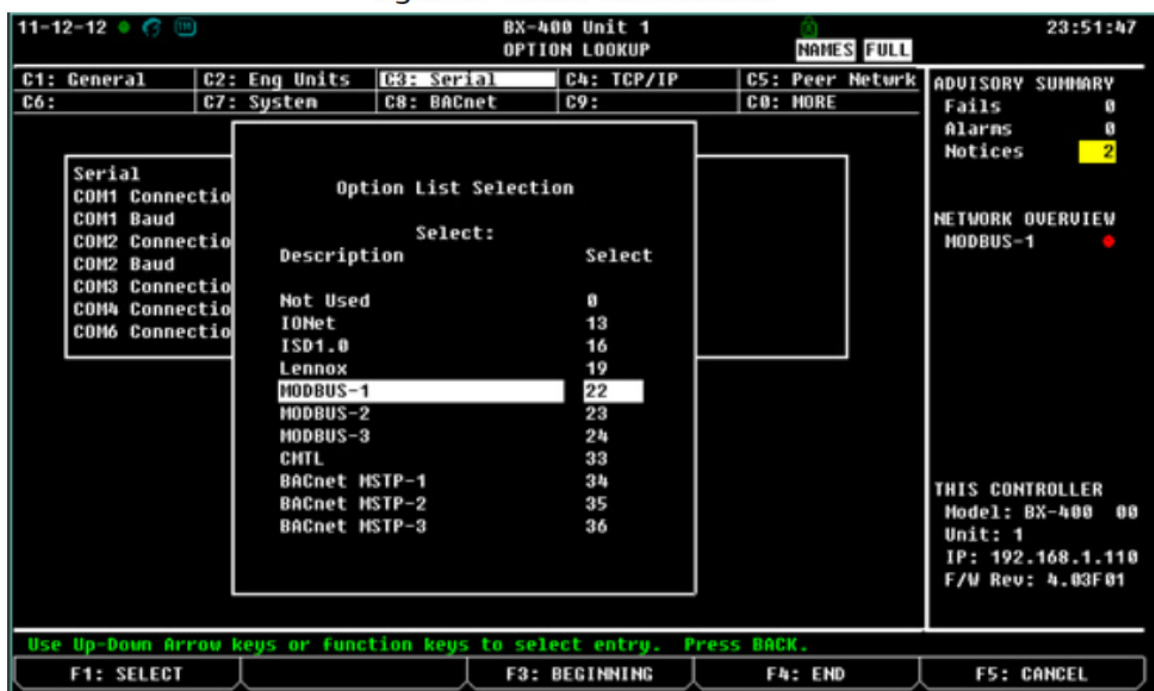 11-12-12 BX-400 Unit 1 23:51:47
OPTION LOOKUP NAMES FULL
C1: General C2: Eng Units C3: Serial C4: TCP/IP C5: Peer Netwrk
C6: C7: System C8: BACnet C9: C0: MORE
ADVISORY SUMMARY
Fails 0
Alarms 0
Notices 2
NETWORK OVERVIEW
MODBUS-1
Serial
COM1 Connectio
COM1 Baud
COM2 Connectio
COM2 Baud
COM3 Connectio
COM4 Connectio
COM6 Connectio
Option List Selection
Select:
Description Select
Not Used 0
IONet 13
ISD1.0 16
Lennox 19
MODBUS-1 22
MODBUS-2 23
MODBUS-3 24
CMTL 33
BACnet MSTP-1 34
BACnet MSTP-2 35
BACnet MSTP-3 36
THIS CONTROLLER
Model: BX-400 00
Unit: 1
IP: 192.168.1.110
F/W Rev: 4.03F01
Use Up-Down Arrow keys or function keys to select entry. Press BACK.
F1: SELECT F3: BEGINNING F4: END F5: CANCEL